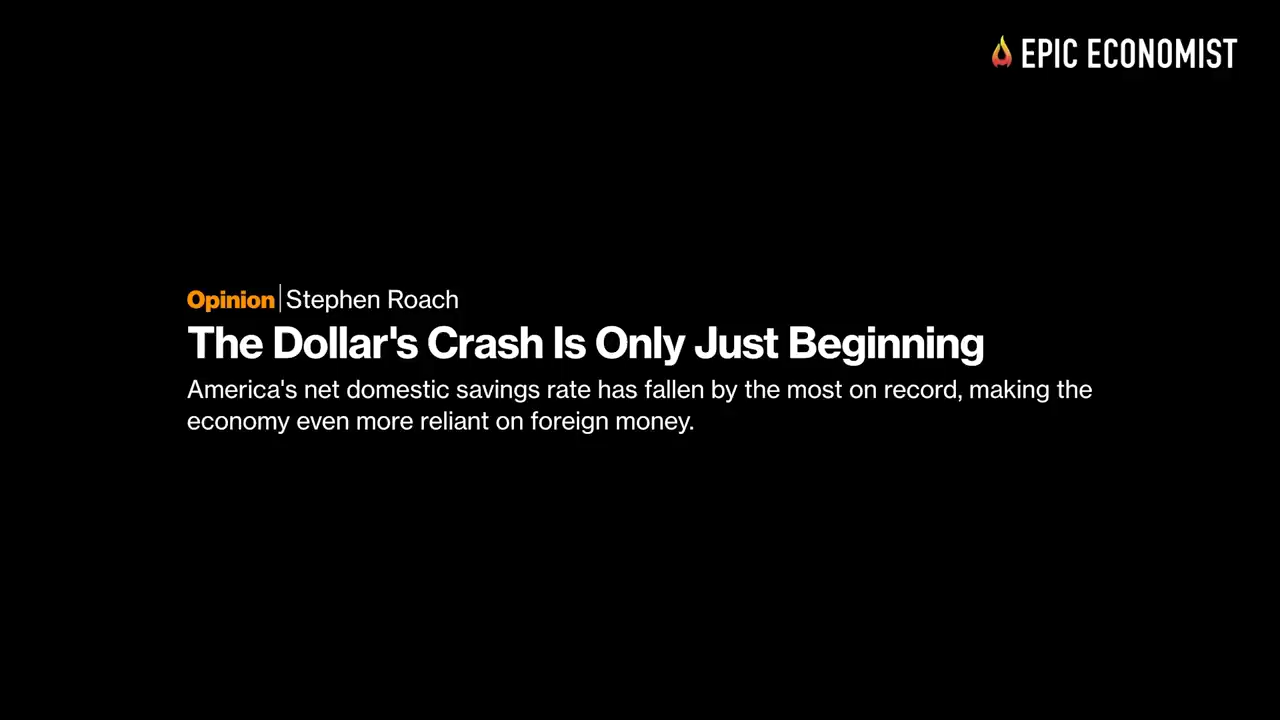 EPIC ECONOMIST
Opinion|Stephen Roach
The Dollar's Crash Is Only Just Beginning
America's net domestic savings rate has fallen by the most on record, making the
economy even more reliant on foreign money.